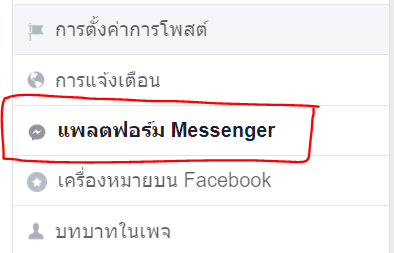 การตั้งค่าการโพสต์
การแจ้งเตือน
แพลตฟอร์ม Messenger
เครื่องหมายบน Facebook
บทบาทในเพจ